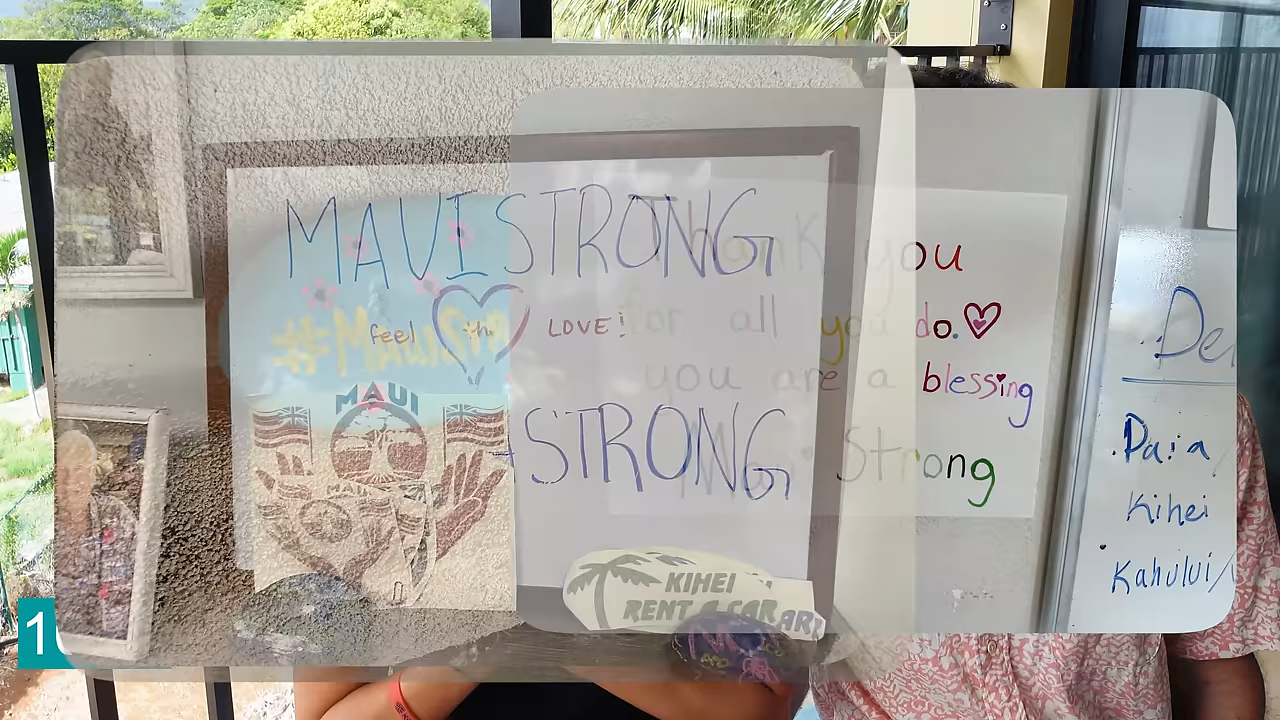 MAUI STRONG
feel the LOVE!
MAUI
STRONG
Thank you
for all you do.
you are a blessing
Strong
KIHEI
RENT A CAR
De
Paia
Kihei
Kahului/